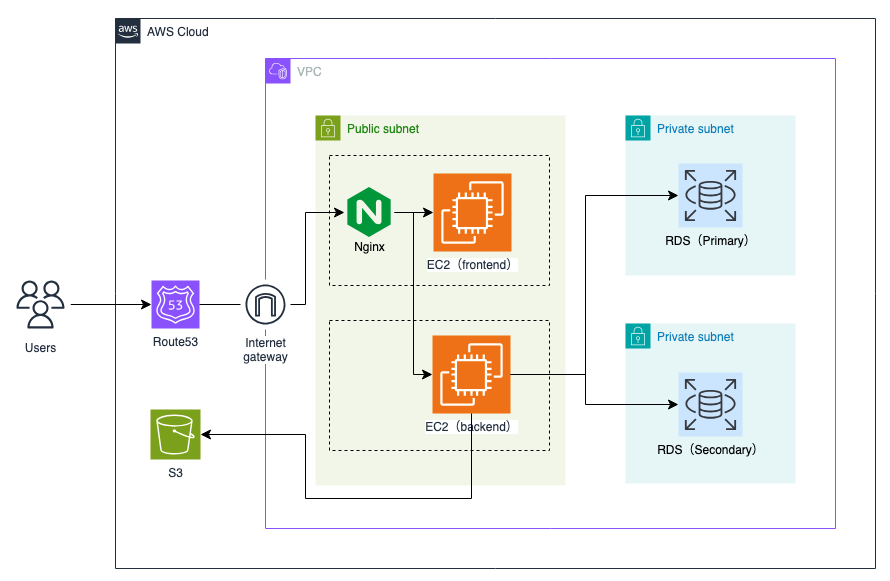 aws
AWS Cloud
VPC
Public subnet
Private subnet
Nginx
EC2（frontend）
RDS（Primary）
Users
53
Route53
Internet
gateway
Private subnet
EC2（backend）
RDS（Secondary）
S3